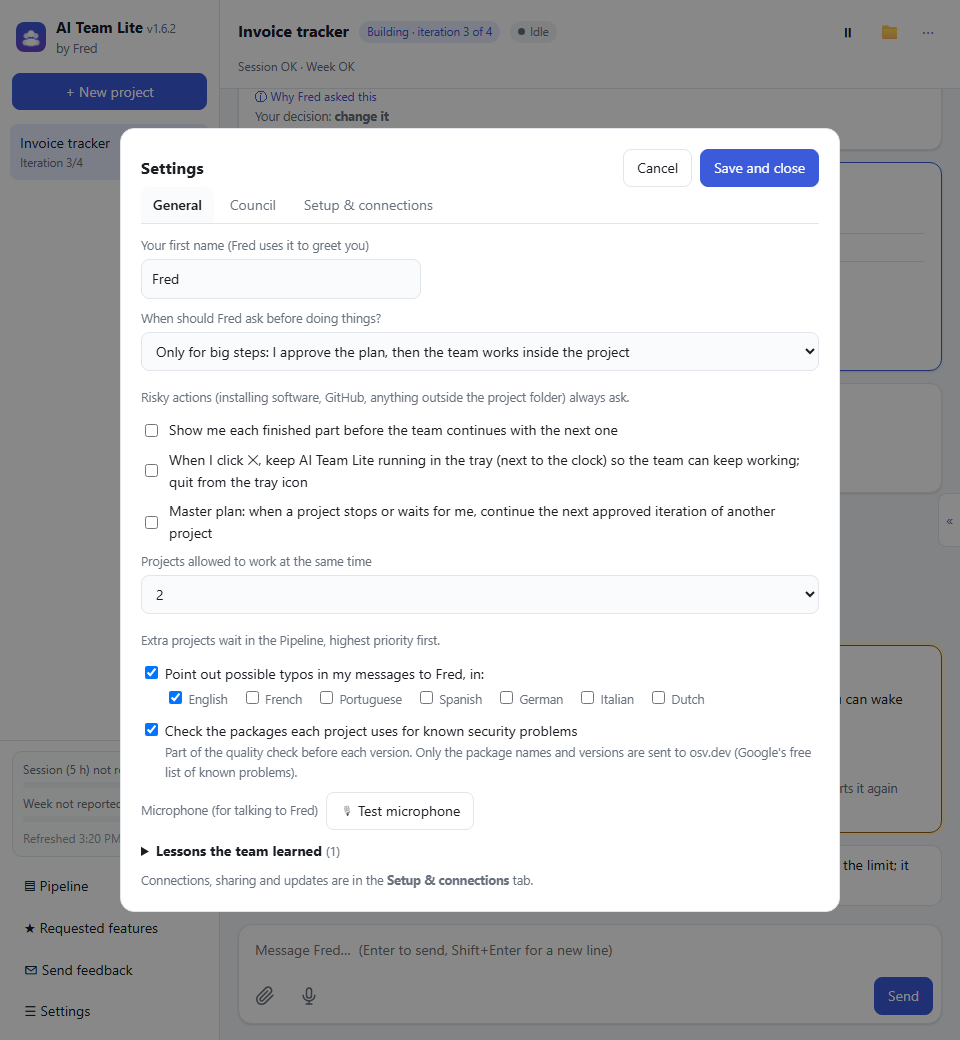 AI Team Lite v1.6.2
by Fred
+ New project
Invoice tracker
Iteration 3/4
Invoice tracker Building · iteration 3 of 4 Idle
Session OK · Week OK
Why Fred asked this
Your decision: change it
Settings
Cancel
Save and close
General Council Setup & connections
Your first name (Fred uses it to greet you)
Fred
When should Fred ask before doing things?
Only for big steps: I approve the plan, then the team works inside the project
Risky actions (installing software, GitHub, anything outside the project folder) always ask.
Show me each finished part before the team continues with the next one
When I click ✕, keep AI Team Lite running in the tray (next to the clock) so the team can keep working;
quit from the tray icon
Master plan: when a project stops or waits for me, continue the next approved iteration of another
project
Projects allowed to work at the same time
2
Extra projects wait in the Pipeline, highest priority first.
Point out possible typos in my messages to Fred, in:
English French Portuguese Spanish German Italian Dutch
Check the packages each project uses for known security problems
Part of the quality check before each version. Only the package names and versions are sent to osv.dev (Google's free
list of known problems).
Microphone (for talking to Fred) Test microphone
Lessons the team learned (1)
Connections, sharing and updates are in the Setup & connections tab.
can wake
it again
the limit; it
Session (5 h) not
Week not reported
Refreshed 3:20 PM
Pipeline
Requested features
Send feedback
Settings
Message Fred... (Enter to send, Shift+Enter for a new line)
Send